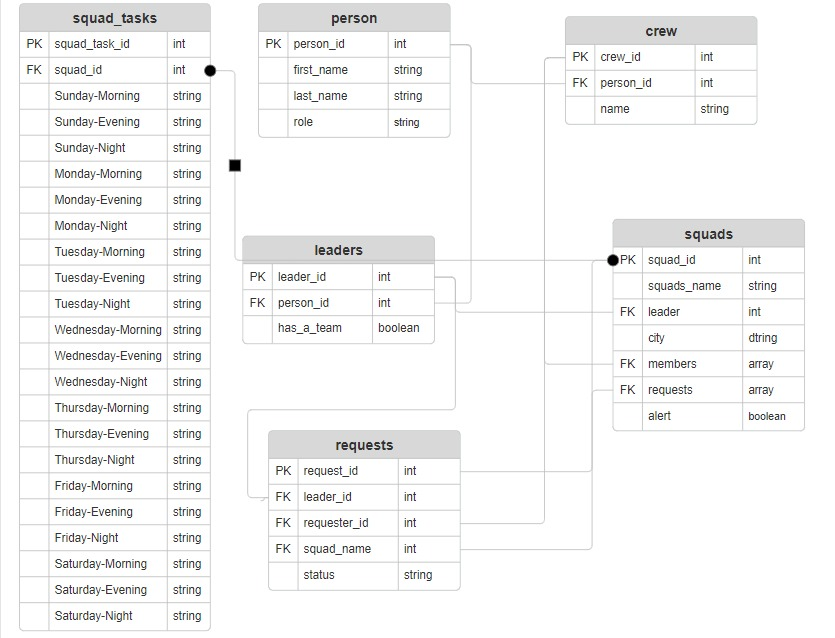 squad_tasks
PK squad_task_id int
FK squad_id int
Sunday-Morning string
Sunday-Evening string
Sunday-Night string
Monday-Morning string
Monday-Evening string
Monday-Night string
Tuesday-Morning string
Tuesday-Evening string
Tuesday-Night string
Wednesday-Morning string
Wednesday-Evening string
Wednesday-Night string
Thursday-Morning string
Thursday-Evening string
Thursday-Night string
Friday-Morning string
Friday-Evening string
Friday-Night string
Saturday-Morning string
Saturday-Evening string
Saturday-Night string
person
PK person_id int
first_name string
last_name string
role string
crew
PK crew_id int
FK person_id int
name string
leaders
PK leader_id int
FK person_id int
has_a_team boolean
squads
PK squad_id int
squads_name string
FK leader int
city dtring
FK members array
FK requests array
alert boolean
requests
PK request_id int
FK leader_id int
FK requester_id int
FK squad_name int
status string